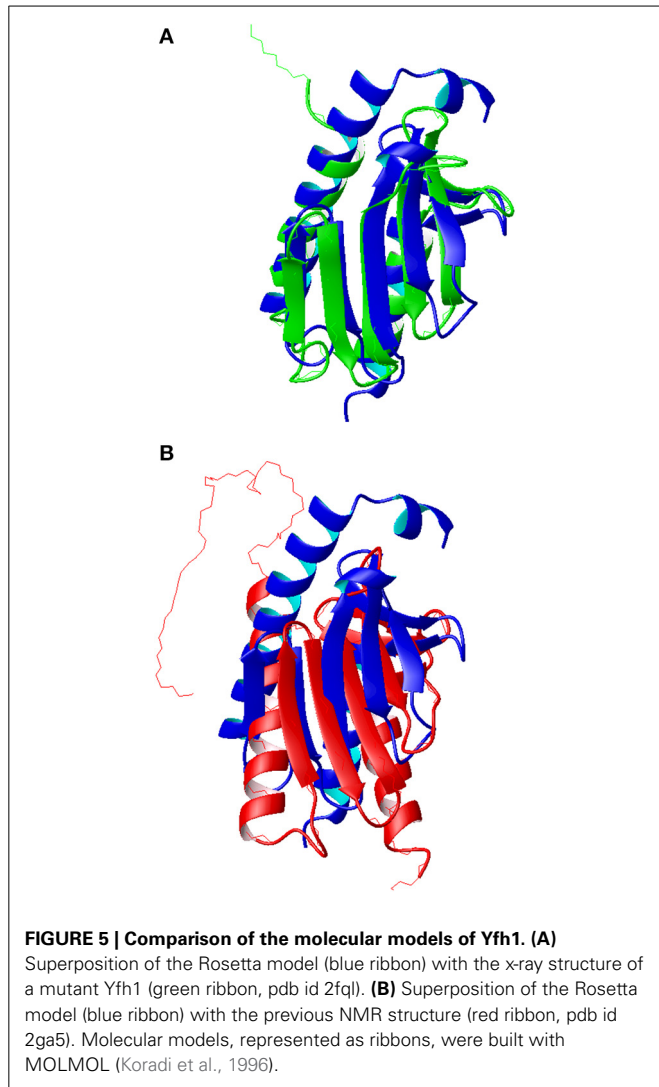 A
B
FIGURE 5 | Comparison of the molecular models of Yfh1. (A)
Superposition of the Rosetta model (blue ribbon) with the x-ray structure of
a mutant Yfh1 (green ribbon, pdb id 2fql). (B) Superposition of the Rosetta
model (blue ribbon) with the previous NMR structure (red ribbon, pdb id
2ga5). Molecular models, represented as ribbons, were built with
MOLMOL (Koradi et al., 1996).